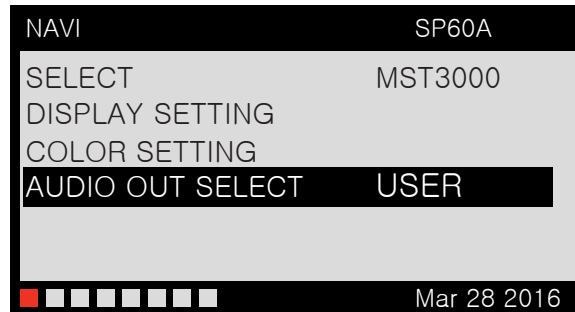 NAVI SP60A
SELECT MST3000
DISPLAY SETTING
COLOR SETTING
AUDIO OUT SELECT USER
Mar 28 2016